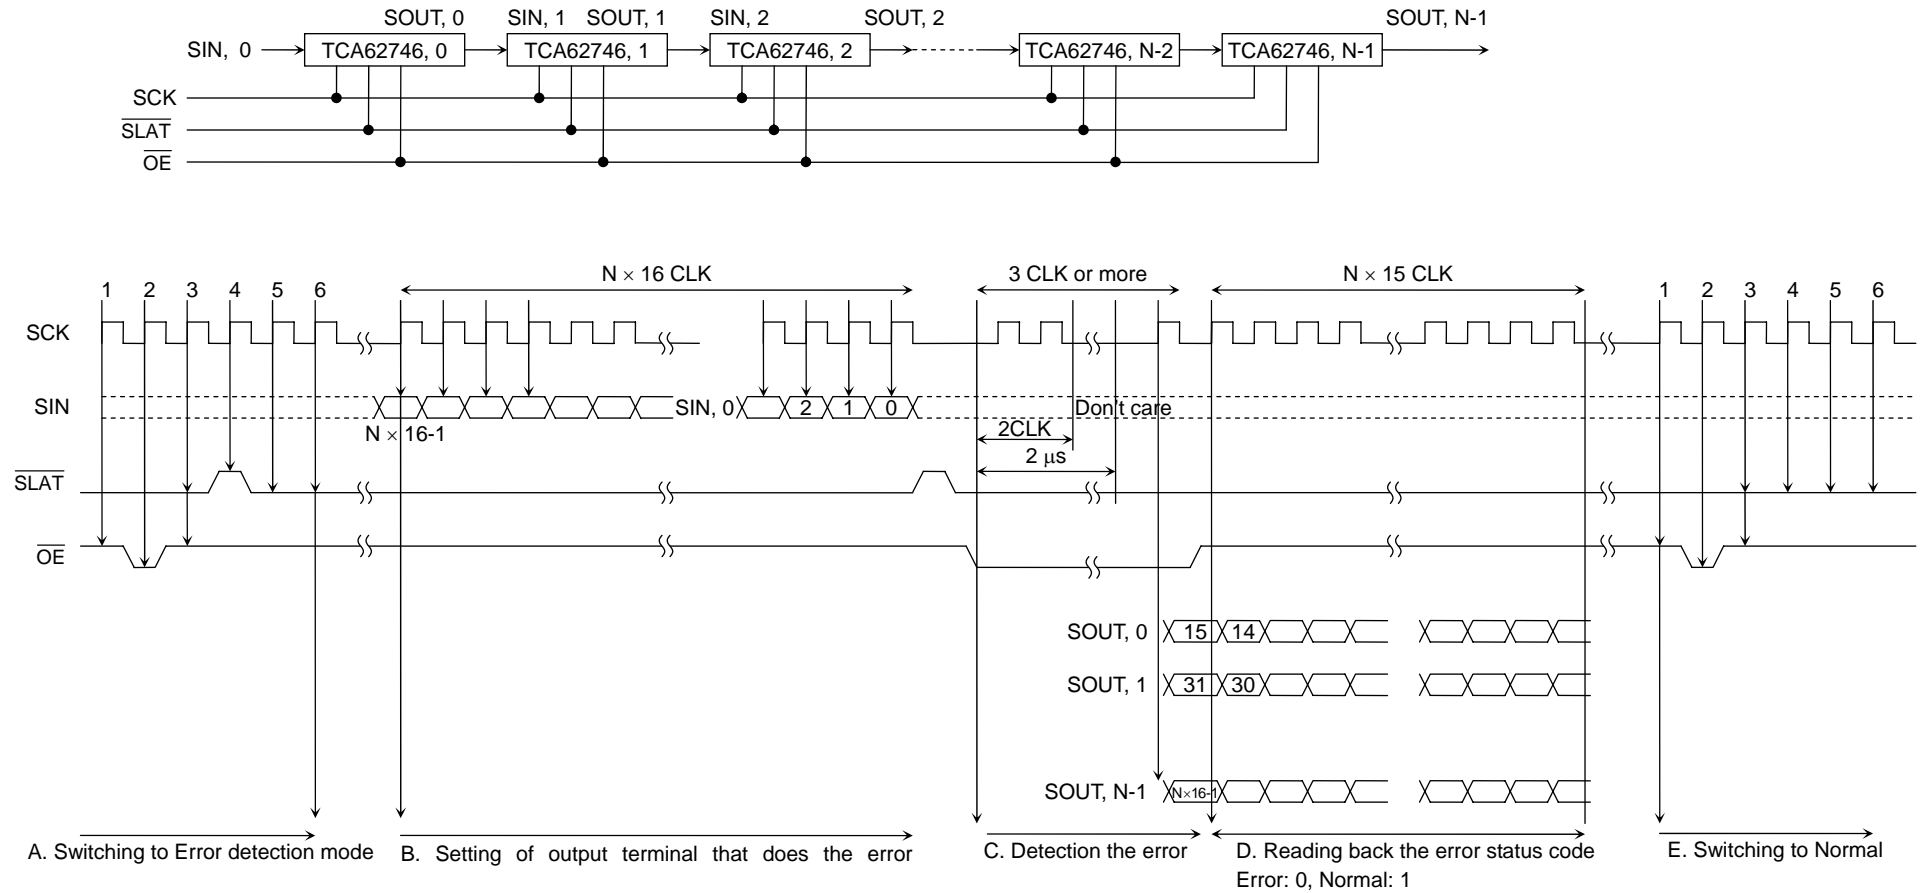 SOUT, 0 SIN, 1 SOUT, 1 SIN, 2 SOUT, 2 SOUT, N-1
SIN, 0 TCA62746, 0 TCA62746, 1 TCA62746, 2 TCA62746, N-2 TCA62746, N-1
SCK
SLAT
OE
N × 16 CLK 3 CLK or more N × 15 CLK
1 2 3 4 5 6 1 2 3 4 5 6
SCK
SIN SIN, 0 2 1 0 Don't care
N × 16-1 2CLK
2 μs
SLAT
OE
SOUT, 0 15 14
SOUT, 1 31 30
SOUT, N-1 N×16-1
A. Switching to Error detection mode B. Setting of output terminal that does the error C. Detection the error D. Reading back the error status code E. Switching to Normal
Error: 0, Normal: 1